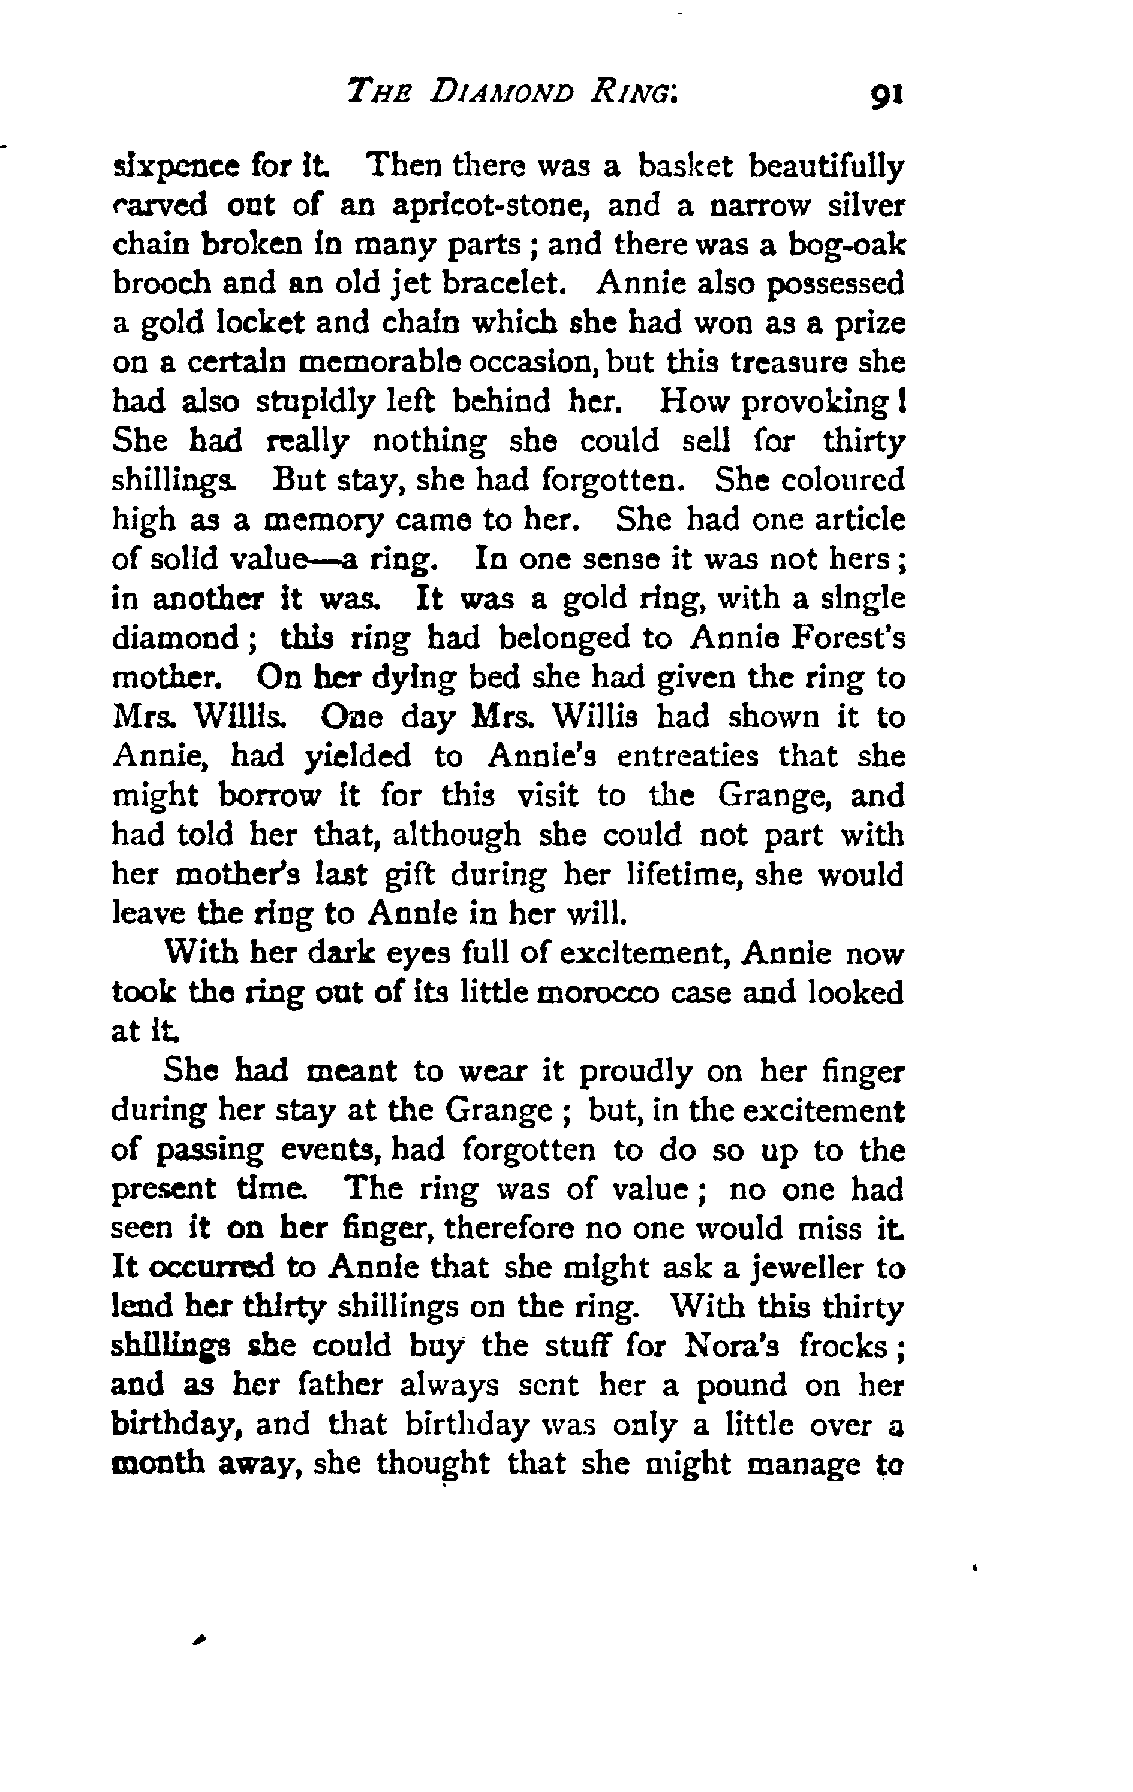 THE DIAMOND RING. 91
sixpence for it. Then there was a basket beautifully
carved out of an apricot-stone, and a narrow silver
chain broken in many parts ; and there was a bog-oak
brooch and an old jet bracelet. Annie also possessed
a gold locket and chain which she had won as a prize
on a certain memorable occasion, but this treasure she
had also stupidly left behind her. How provoking !
She had really nothing she could sell for thirty
shillings. But stay, she had forgotten. She coloured
high as a memory came to her. She had one article
of solid value—a ring. In one sense it was not hers ;
in another it was. It was a gold ring, with a single
diamond ; this ring had belonged to Annie Forest's
mother. On her dying bed she had given the ring to
Mrs. Willis. One day Mrs. Willis had shown it to
Annie, had yielded to Annie's entreaties that she
might borrow it for this visit to the Grange, and
had told her that, although she could not part with
her mother's last gift during her lifetime, she would
leave the ring to Annie in her will.
With her dark eyes full of excitement, Annie now
took the ring out of its little morocco case and looked
at it.
She had meant to wear it proudly on her finger
during her stay at the Grange ; but, in the excitement
of passing events, had forgotten to do so up to the
present time. The ring was of value ; no one had
seen it on her finger, therefore no one would miss it.
It occurred to Annie that she might ask a jeweller to
lend her thirty shillings on the ring. With this thirty
shillings she could buy the stuff for Nora's frocks ;
and as her father always sent her a pound on her
birthday, and that birthday was only a little over a
month away, she thought that she might manage to